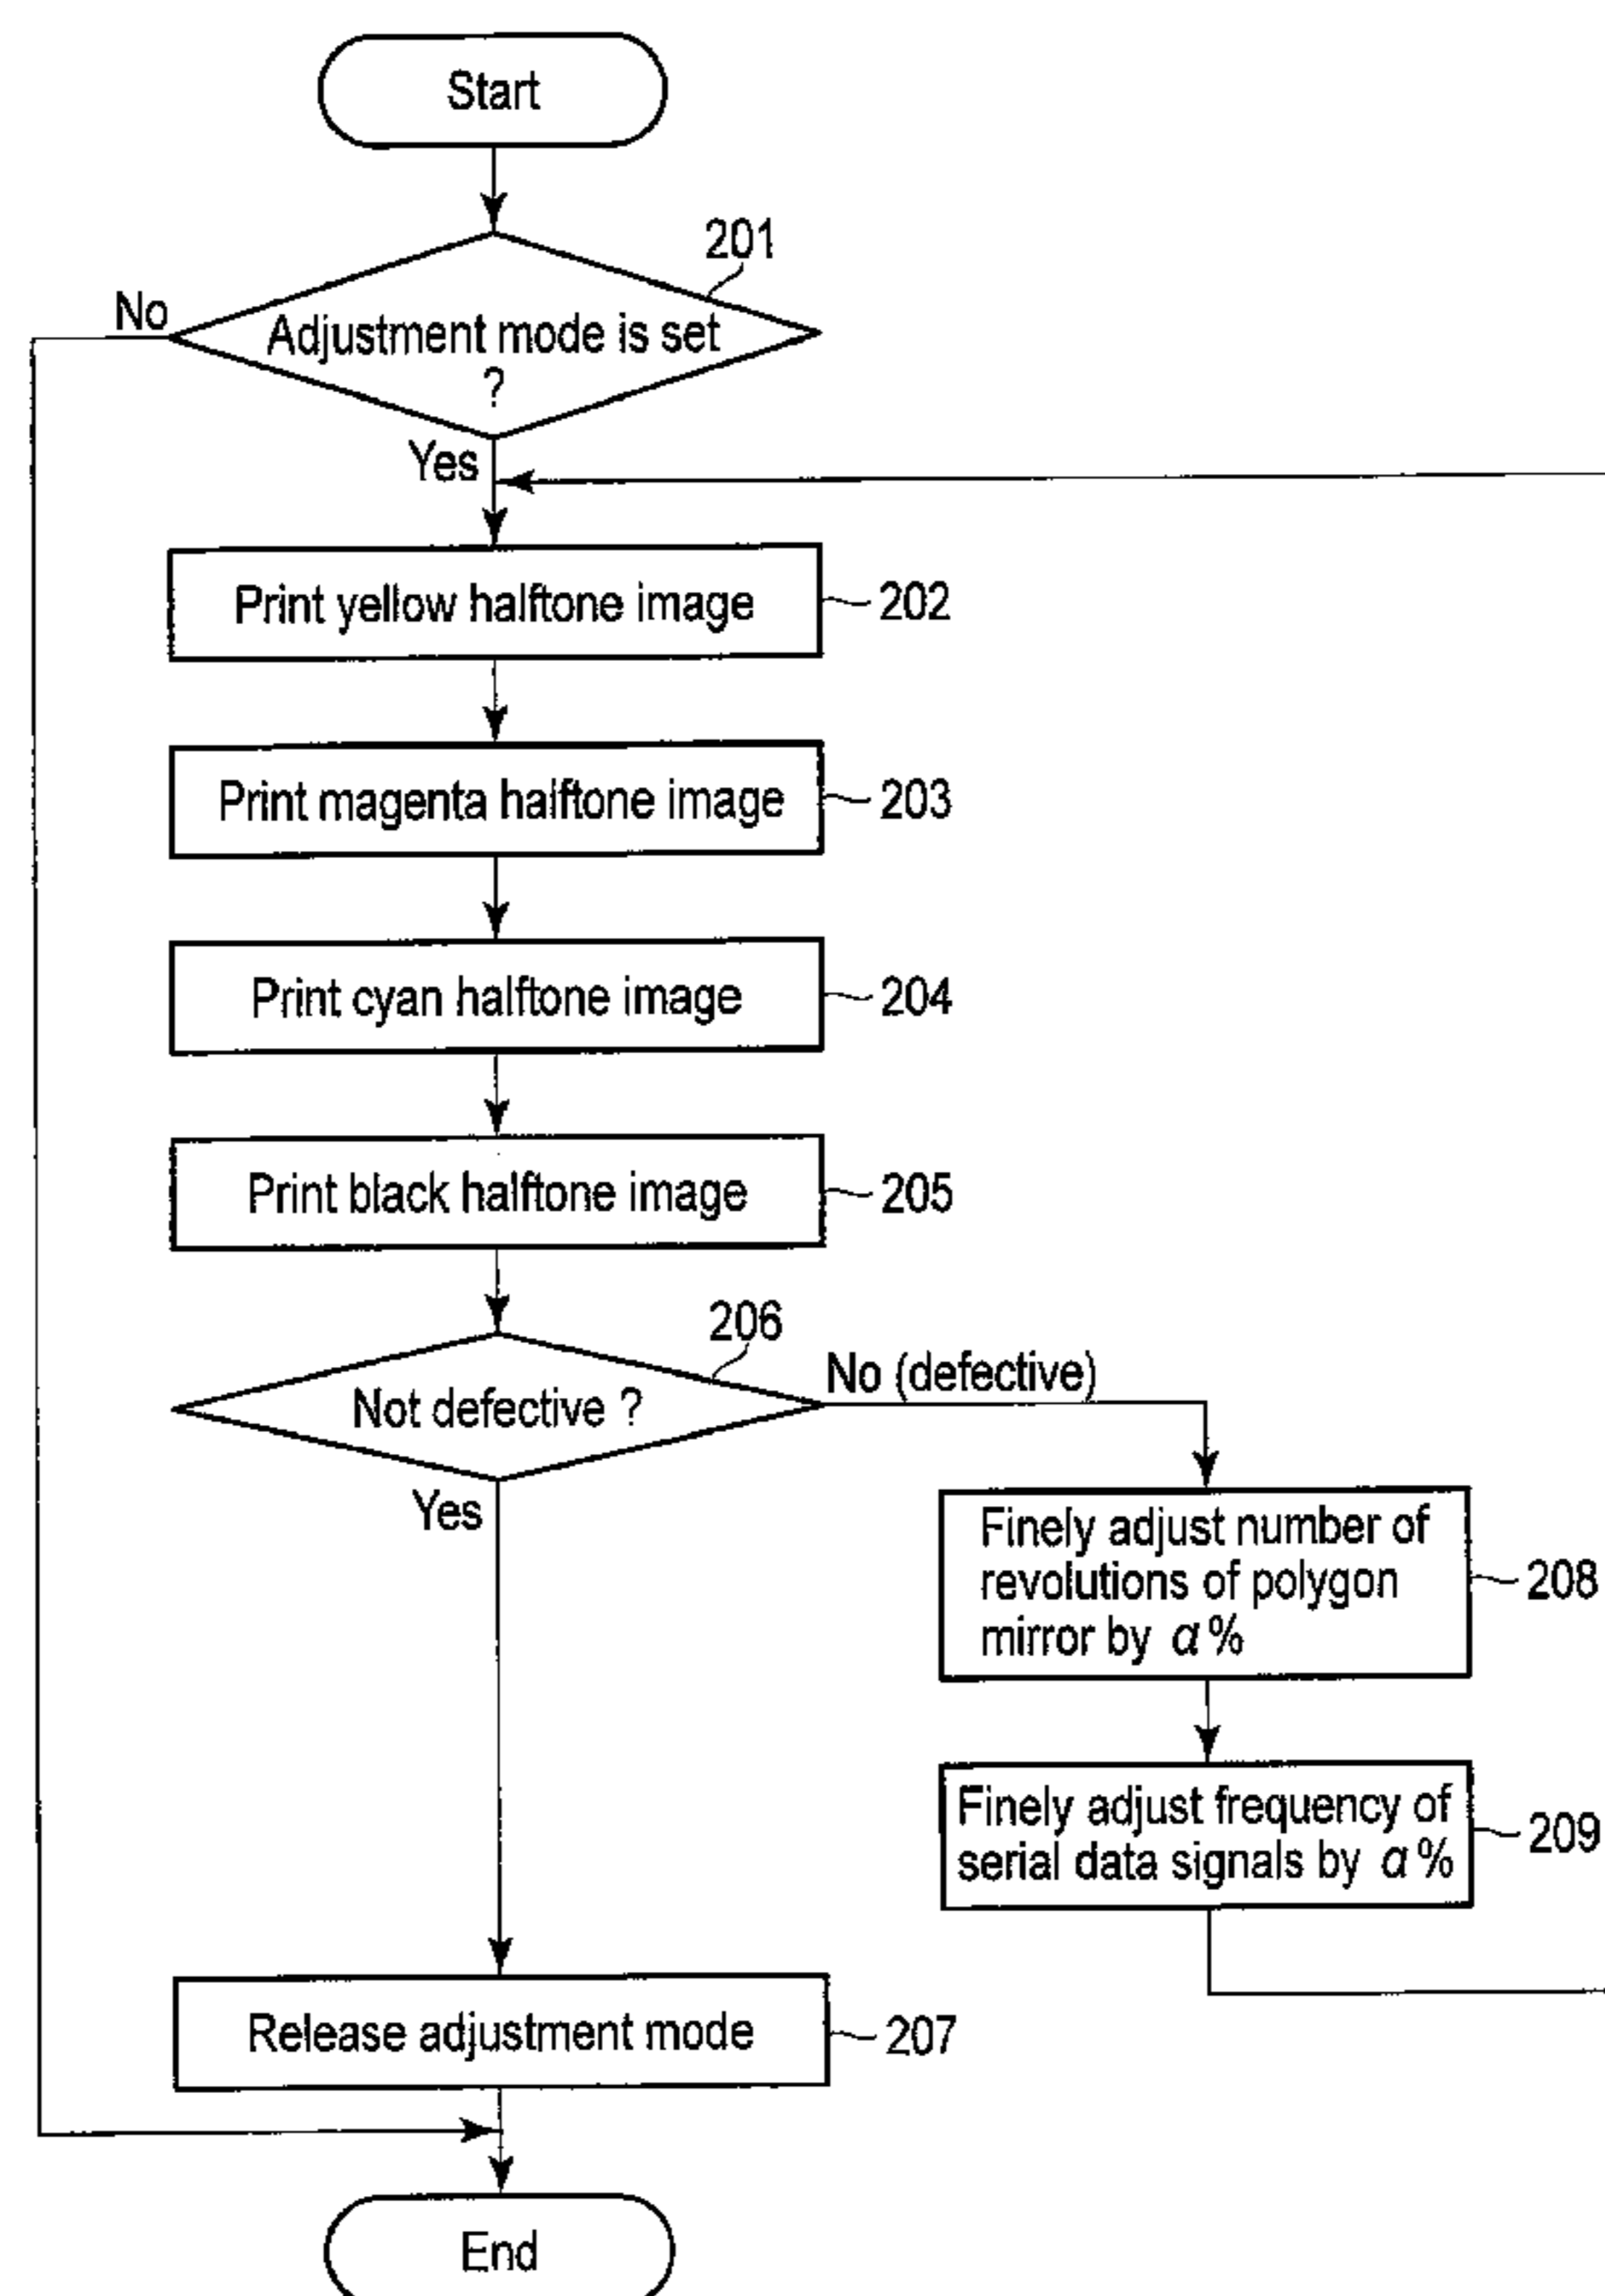 Start
201
No
Adjustment mode is set
?
Yes
Print yellow halftone image
202
Print magenta halftone image
203
Print cyan halftone image
204
Print black halftone image
205
206
Not defective ?
No (defective)
Yes
Finely adjust number of
revolutions of polygon
mirror by α%
208
Finely adjust frequency of
serial data signals by α%
209
Release adjustment mode
207
End